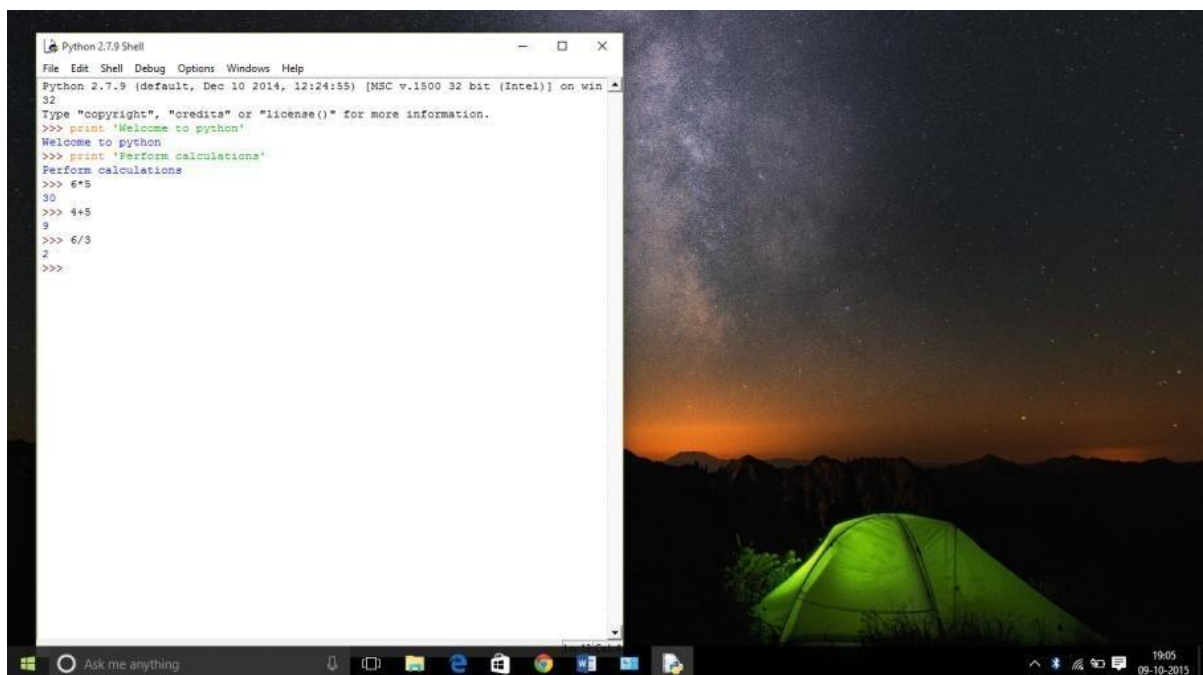 Python 2.7.9 Shell
File Edit Shell Debug Options Windows Help
Python 2.7.9 (default, Dec 10 2014, 12:24:55) [MSC v.1500 32 bit (Intel)] on win
32
Type "copyright", "credits" or "license()" for more information.
>>> print 'Welcome to python'
Welcome to python
>>> print 'Perform calculations'
Perform calculations
>>> 6*5
30
>>> 4+5
9
>>> 6/3
2
>>>
Ask me anything
19:05
09-10-2015